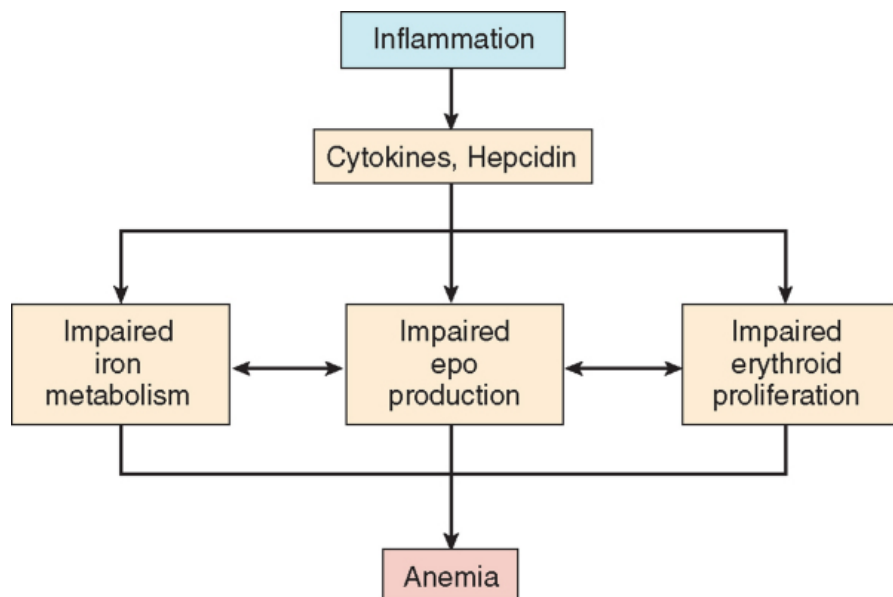 Inflammation
Cytokines, Hepcidin
Impaired
iron
metabolism
Impaired
epo
production
Impaired
erythroid
proliferation
Anemia